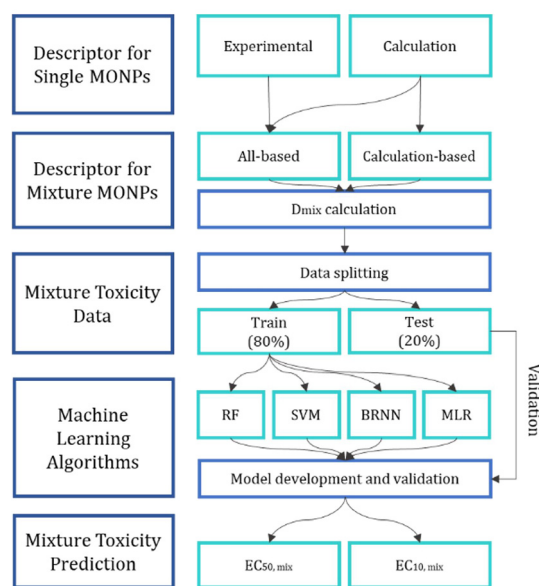 Descriptor for
Single MONPs
Experimental
Calculation
Descriptor for
Mixture MONPs
All-based
Calculation-based
Dmix calculation
Mixture Toxicity
Data
Data splitting
Train
(80%)
Test
(20%)
Validation
Machine
Learning
Algorithms
RF
SVM
BRNN
MLR
Model development and validation
Mixture Toxicity
Prediction
EC50, mix
EC10, mix